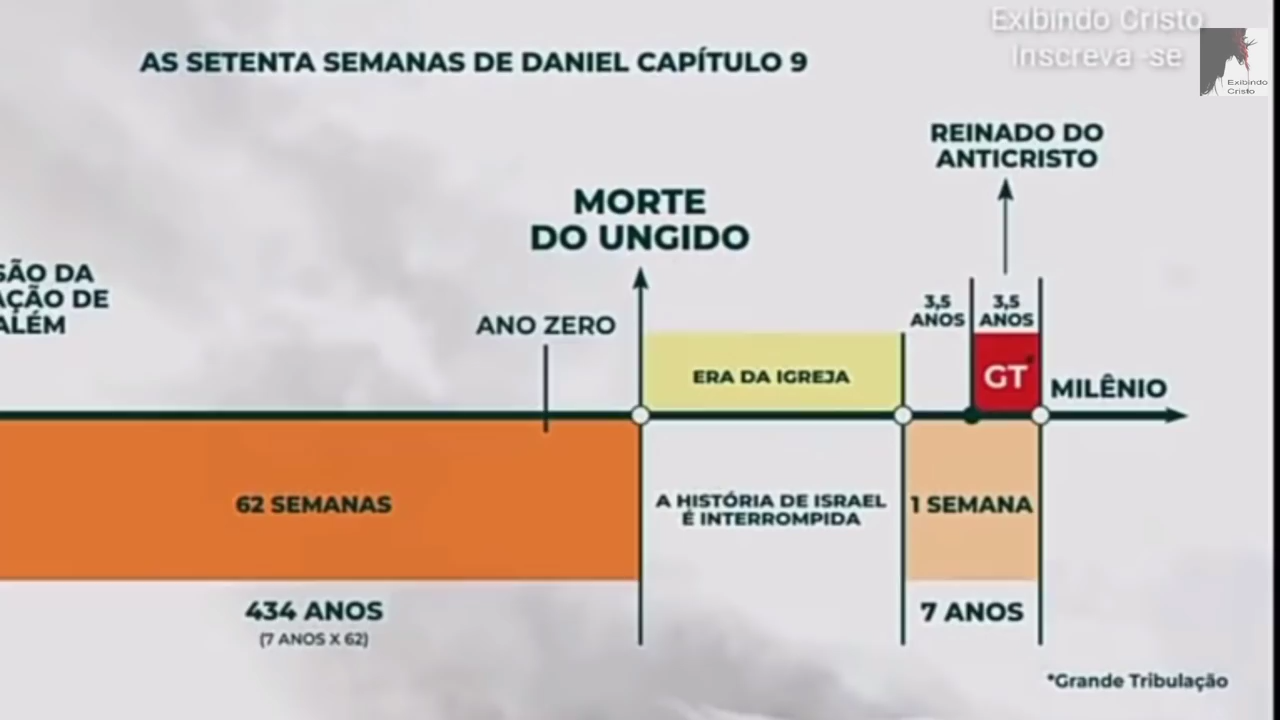 Exibindo Cristo
Inscreva -se
Exibindo
Cristo
AS SETENTA SEMANAS DE DANIEL CAPÍTULO 9
REINADO DO
ANTICRISTO
MORTE
DO UNGIDO
SÃO DA
AÇÃO DE
ALÉM
ANO ZERO
3,5
ANOS
3,5
ANOS
ERA DA IGREJA
GT*
MILÊNIO
62 SEMANAS
A HISTÓRIA DE ISRAEL
É INTERROMPIDA
1 SEMANA
434 ANOS
(7 ANOS X 62)
7 ANOS
*Grande Tribulação